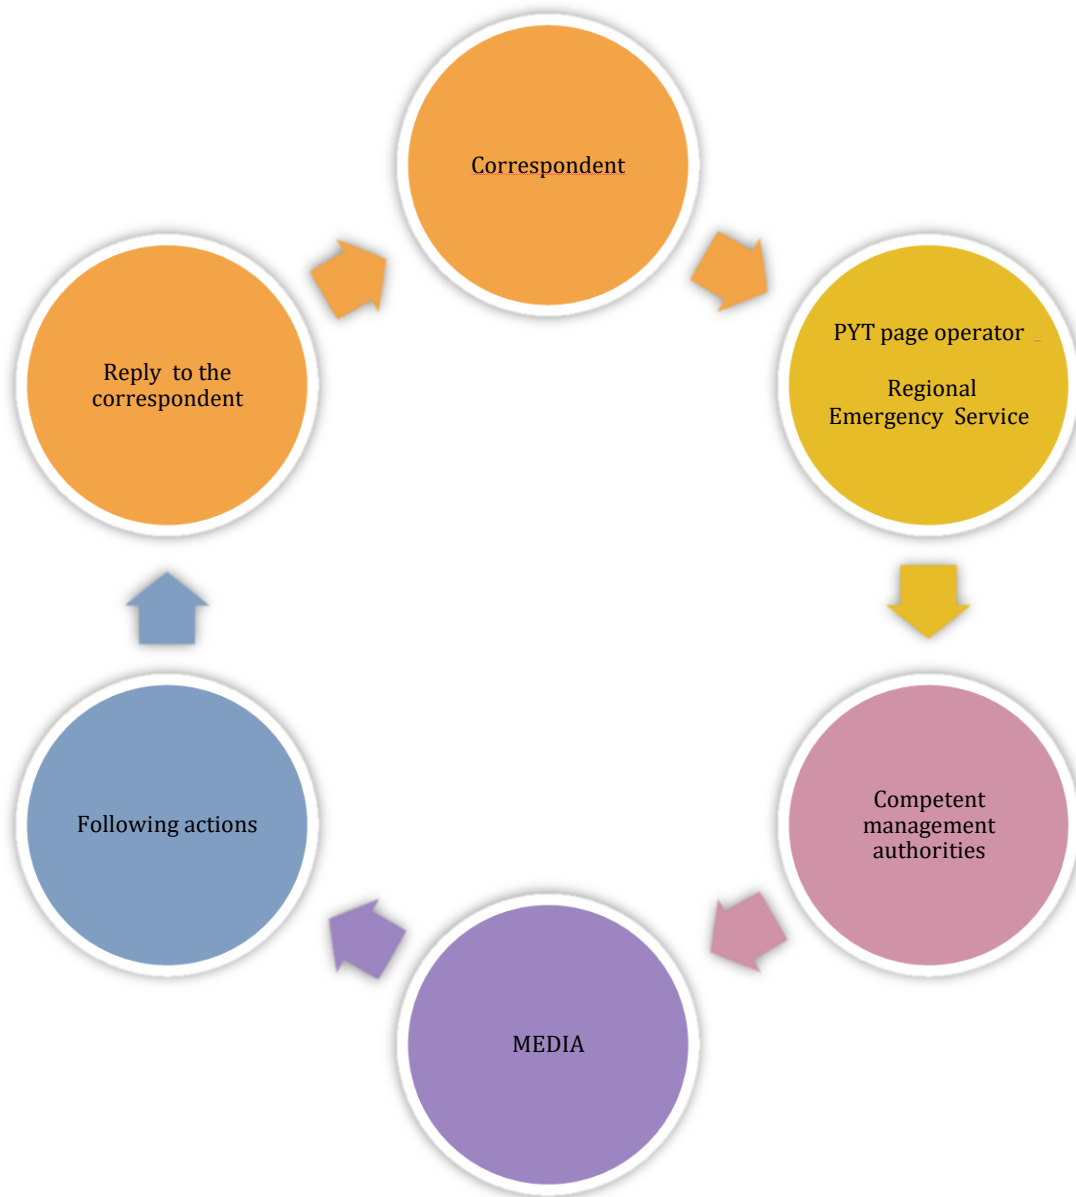 Correspondent
PYT page operator
Regional
Emergency Service
Competent
management
authorities
MEDIA
Following actions
Reply to the
correspondent